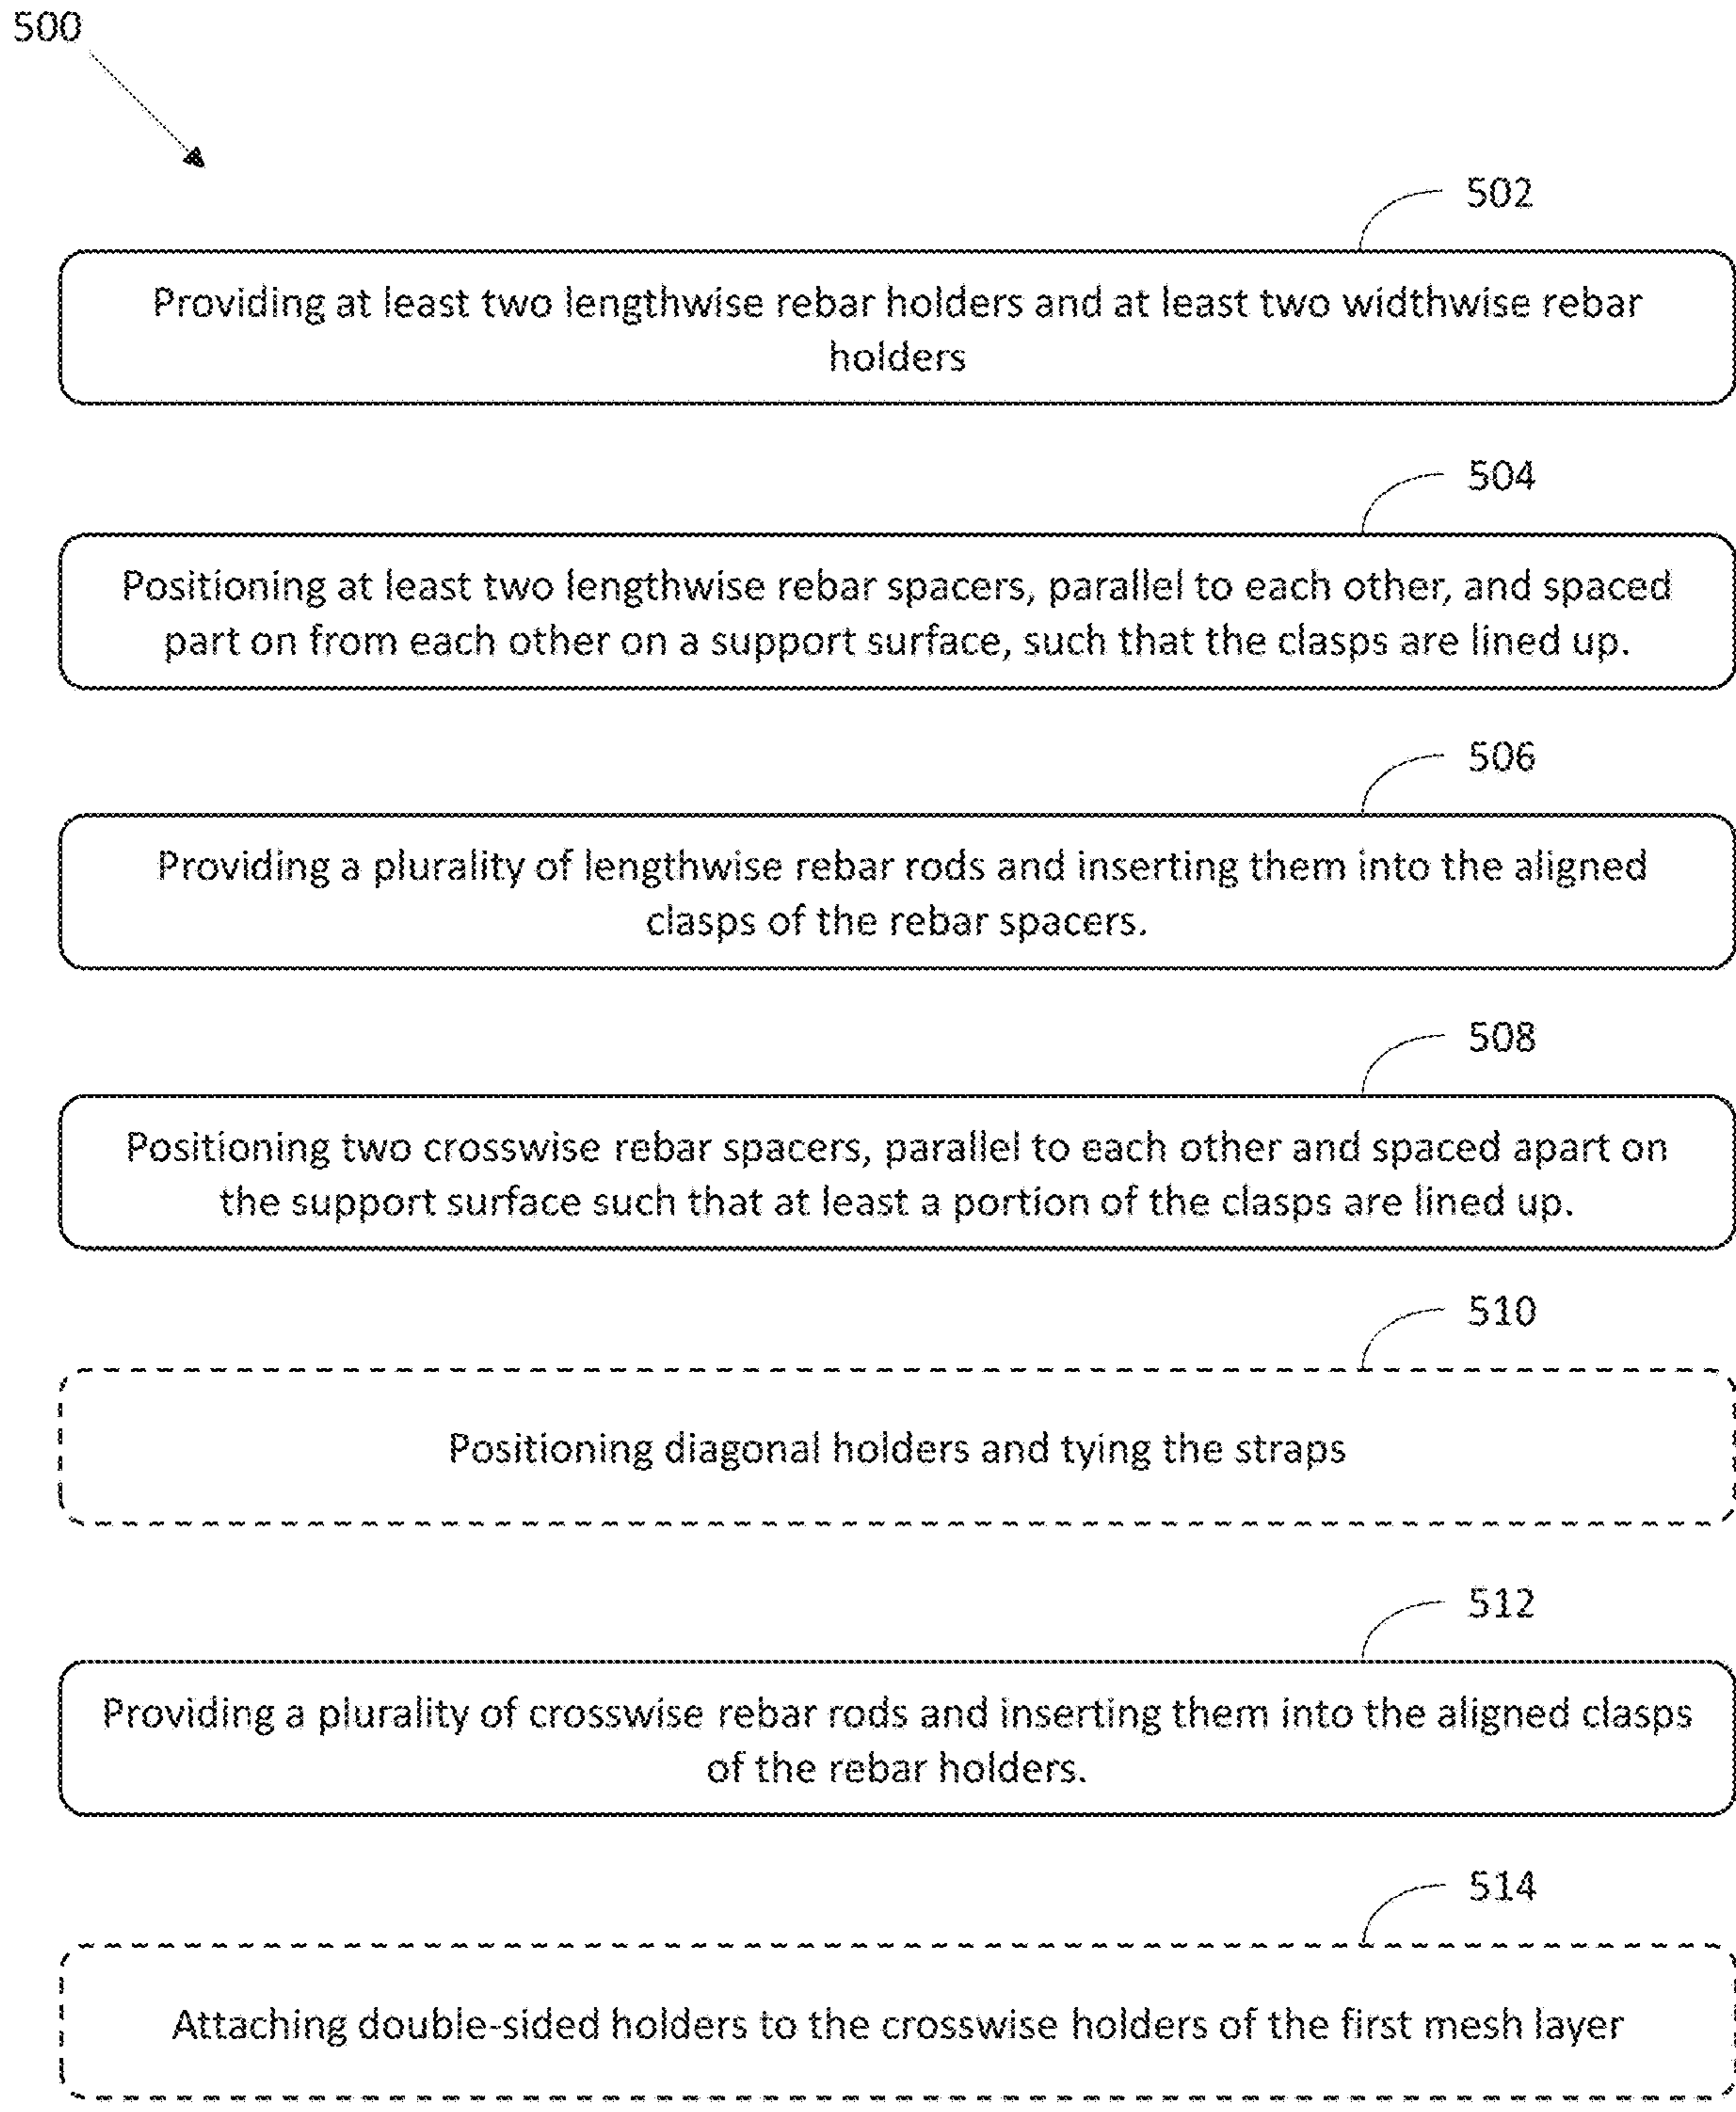 500
502
Providing at least two lengthwise rebar holders and at least two widthwise rebar
holders
504
Positioning at least two lengthwise rebar spacers, parallel to each other, and spaced
part on from each other on a support surface, such that the clasps are lined up.
506
Providing a plurality of lengthwise rebar rods and inserting them into the aligned
clasps of the rebar spacers.
508
Positioning two crosswise rebar spacers, parallel to each other and spaced apart on
the support surface such that at least a portion of the clasps are lined up.
510
Positioning diagonal holders and tying the straps
512
Providing a plurality of crosswise rebar rods and inserting them into the aligned clasps
of the rebar holders.
514
Attaching double-sided holders to the crosswise holders of the first mesh layer